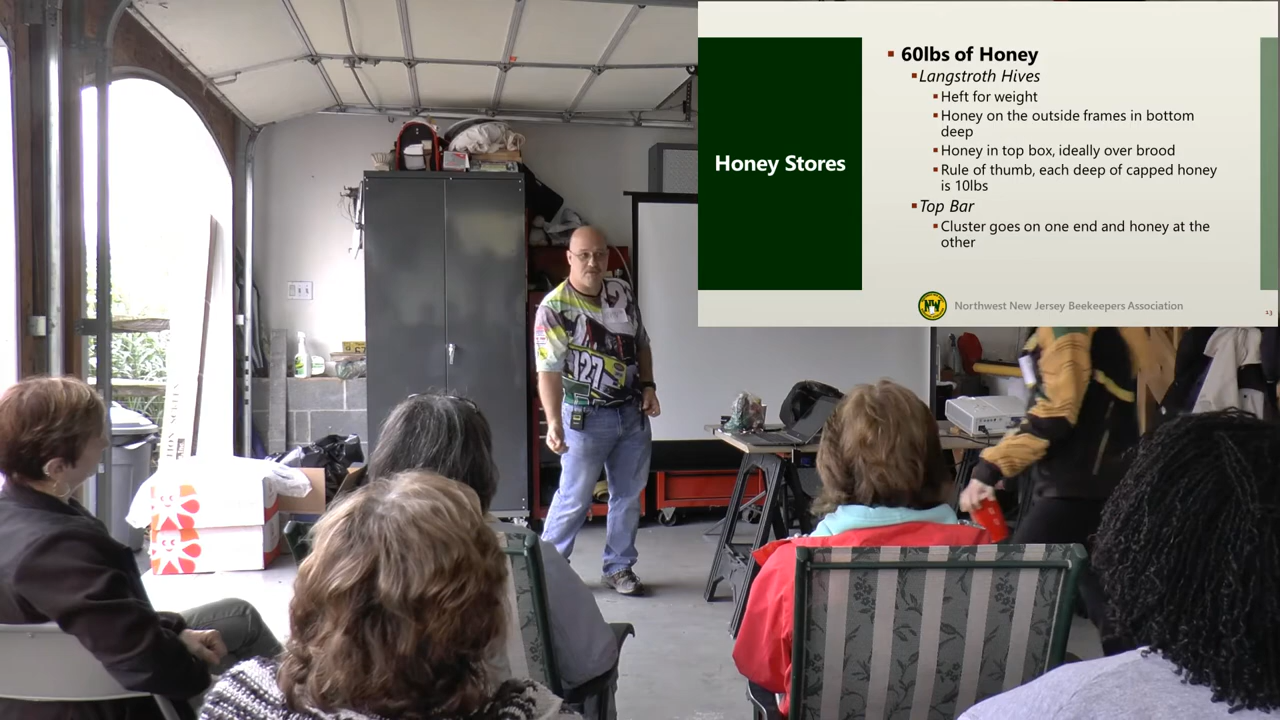 Honey Stores
60lbs of Honey
Langstroth Hives
Heft for weight
Honey on the outside frames in bottom
deep
Honey in top box, ideally over brood
Rule of thumb, each deep of capped honey
is 10lbs
Top Bar
Cluster goes on one end and honey at the
other
NW
Northwest New Jersey Beekeepers Association
13
127